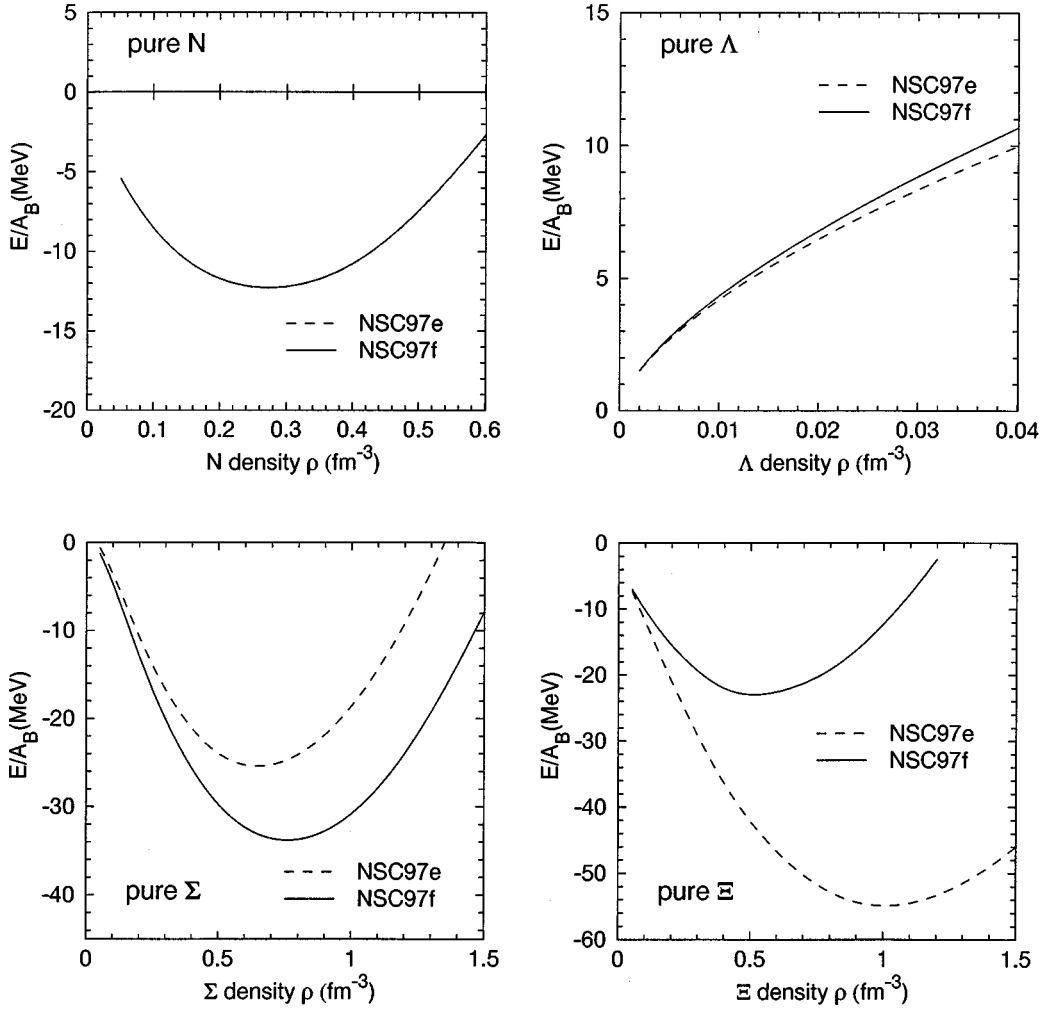 5
0
-5
-10
-15
-20
E/A_B(MeV)
pure N
NSC97e
NSC97f
0 0.1 0.2 0.3 0.4 0.5 0.6
N density ρ (fm⁻³)
15
10
5
0
E/A_B(MeV)
pure Λ
NSC97e
NSC97f
0 0.01 0.02 0.03 0.04
Λ density ρ (fm⁻³)
0
-10
-20
-30
-40
E/A_B(MeV)
NSC97e
NSC97f
pure Σ
0 0.5 1 1.5
Σ density ρ (fm⁻³)
0
-10
-20
-30
-40
-50
-60
E/A_B(MeV)
NSC97e
NSC97f
pure Ξ
0 0.5 1 1.5
Ξ density ρ (fm⁻³)